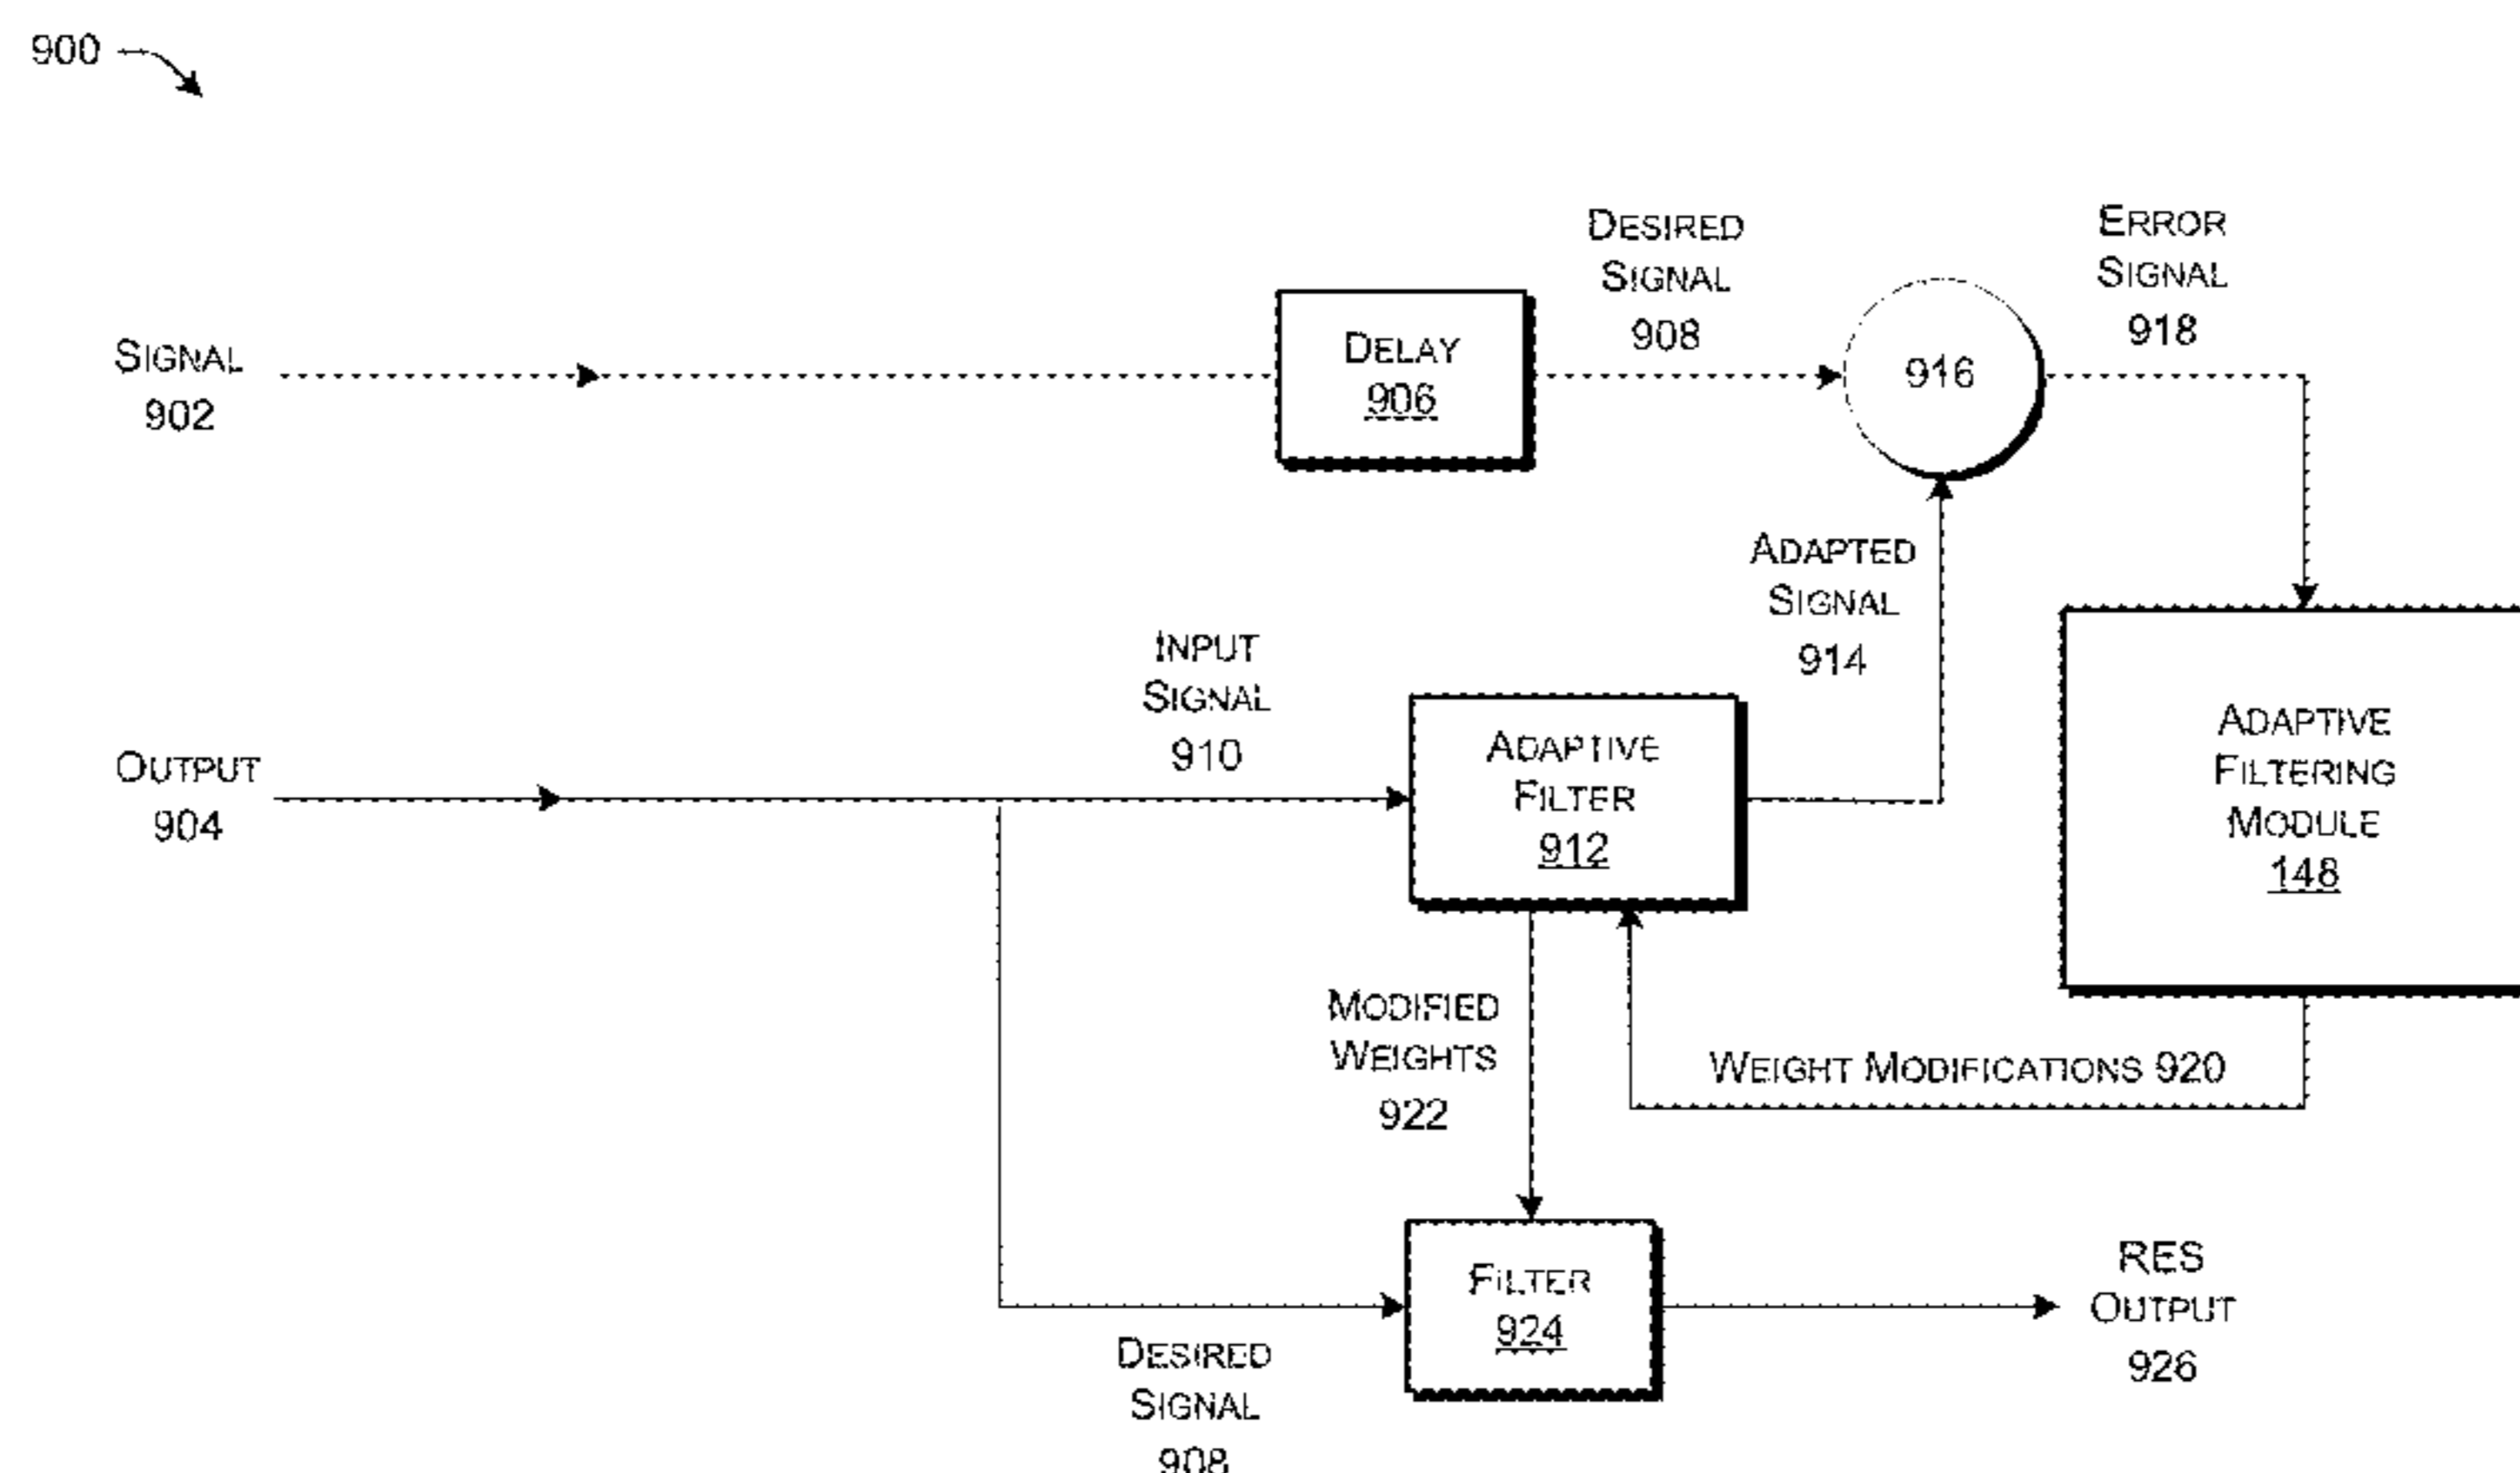 900
DESIRED
SIGNAL
908
ERROR
SIGNAL
918
SIGNAL
902
DELAY
906
916
ADAPTED
SIGNAL
914
INPUT
SIGNAL
910
OUTPUT
904
ADAPTIVE
FILTER
912
ADAPTIVE
FILTERING
MODULE
148
MODIFIED
WEIGHTS
922
WEIGHT MODIFICATIONS 920
FILTER
924
RES
OUTPUT
926
DESIRED
SIGNAL
908